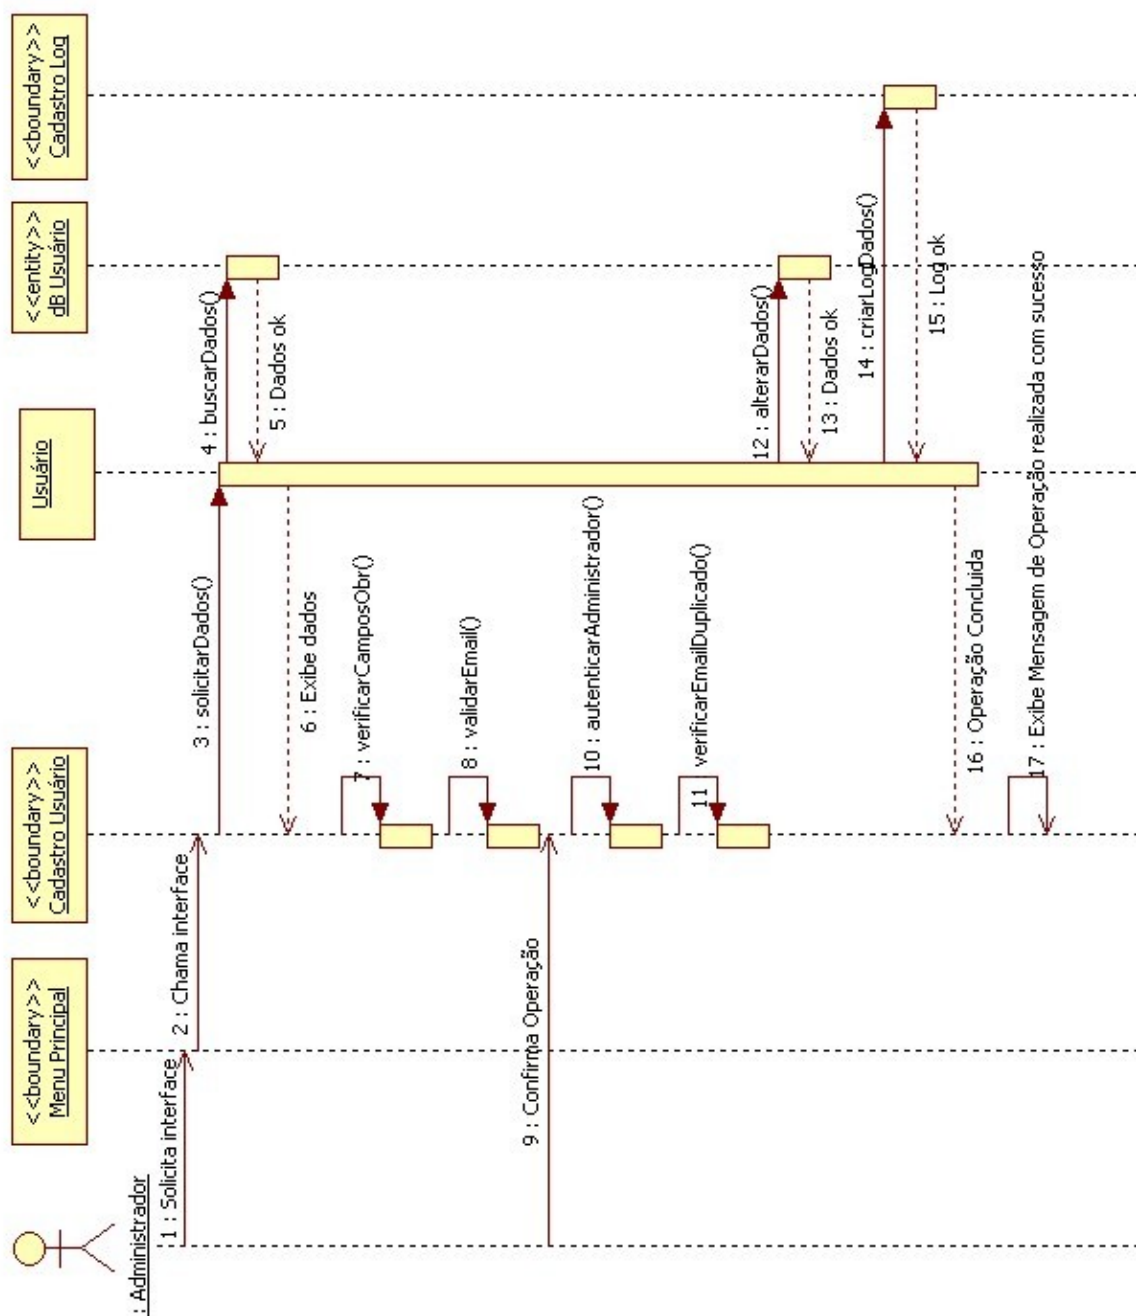 : Administrador
<<boundary>>
Menu Principal
<<boundary>>
Cadastro Usuário
Usuário
<<entity>>
dB Usuário
<<boundary>>
Cadastro Log
1 : Solicita interface
2 : Chama interface
3 : solicitarDados()
4 : buscarDados()
5 : Dados ok
6 : Exibe dados
7 : verificarCamposObr()
8 : validarEmail()
9 : Confirma Operação
10 : autenticarAdministrador()
11 : verificarEmailDuplicado()
12 : alterarDados()
13 : Dados ok
14 : criarLogDados()
15 : Log ok
16 : Operação Concluida
17 : Exibe Mensagem de Operação realizada com sucesso